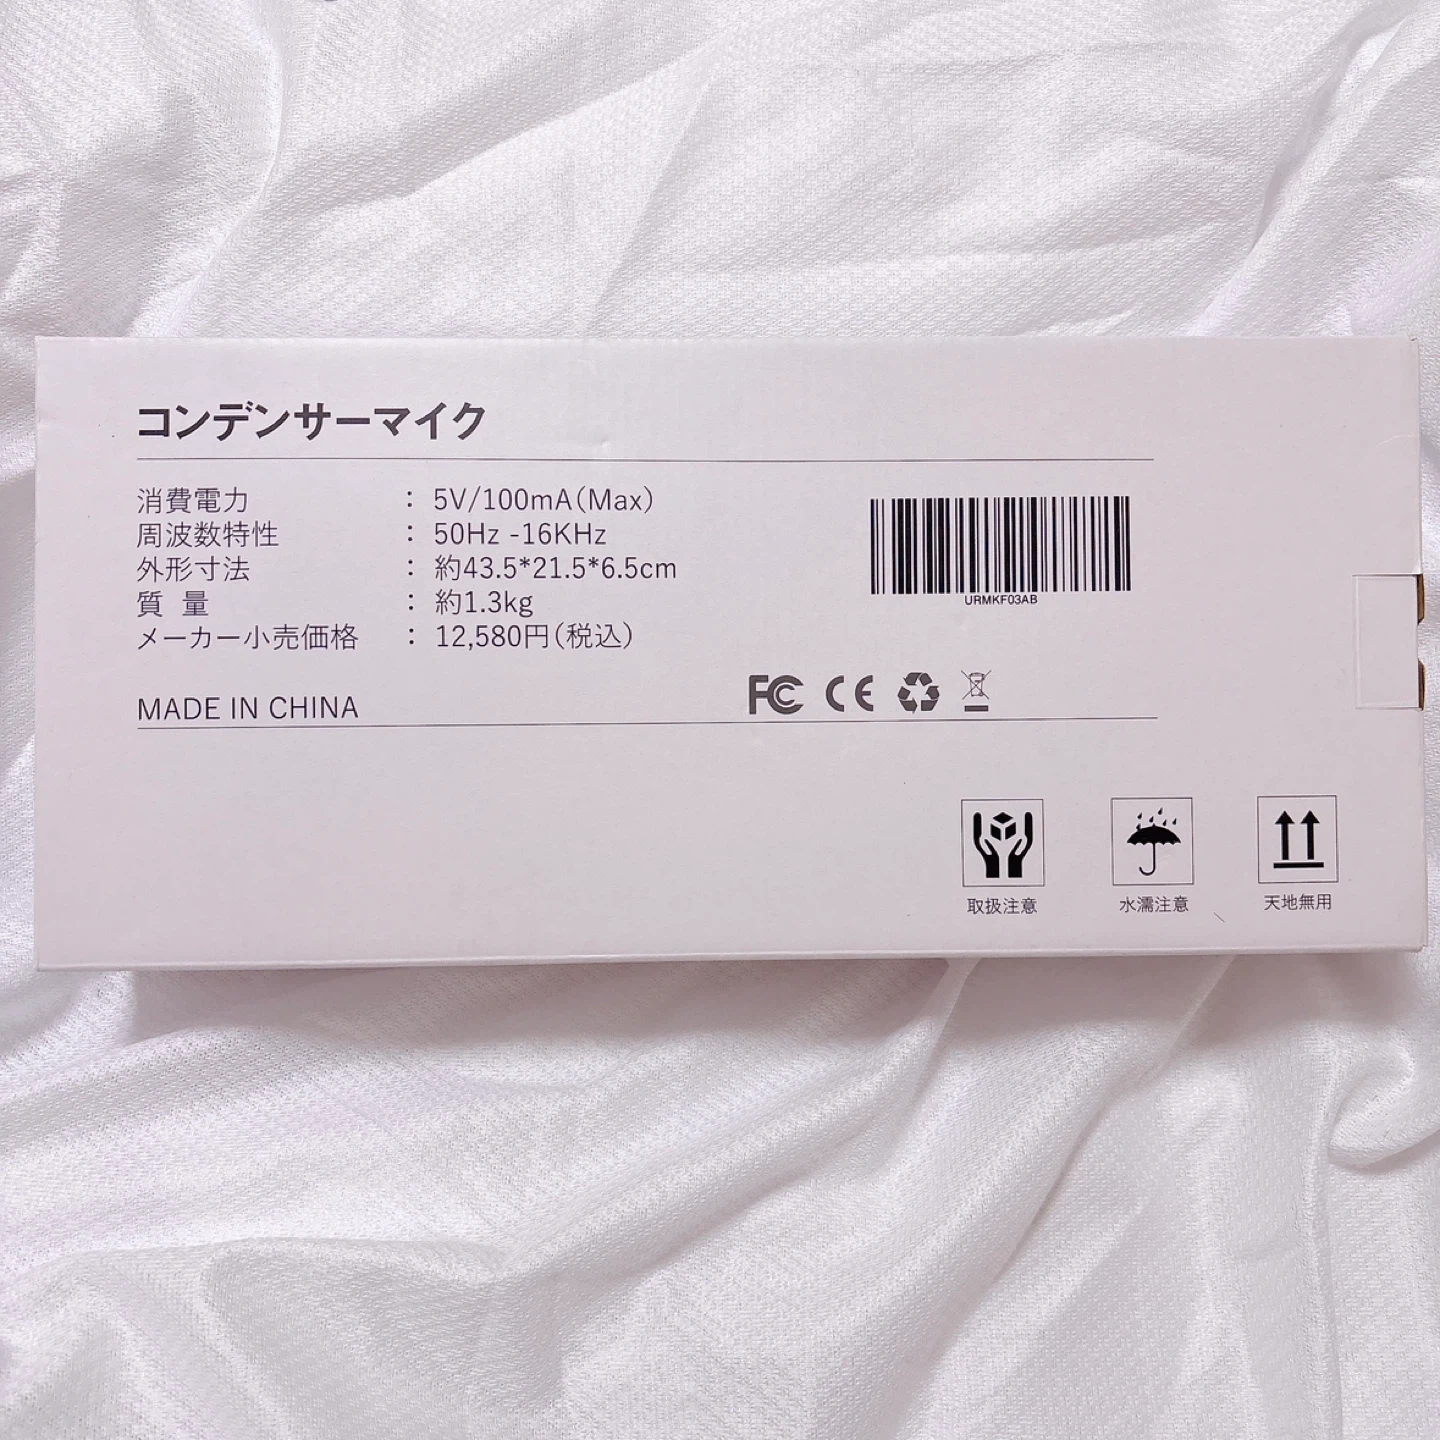 コンデンサーマイク
消費電力 : 5V/100mA(Max)
周波数特性 : 50Hz -16KHz
外形寸法 : 約43.5*21.5*6.5cm
質 量 : 約1.3kg
メーカー小売価格 : 12,580円(税込)
URMKF03AB
MADE IN CHINA
FC CE
取扱注意 水濡注意 天地無用